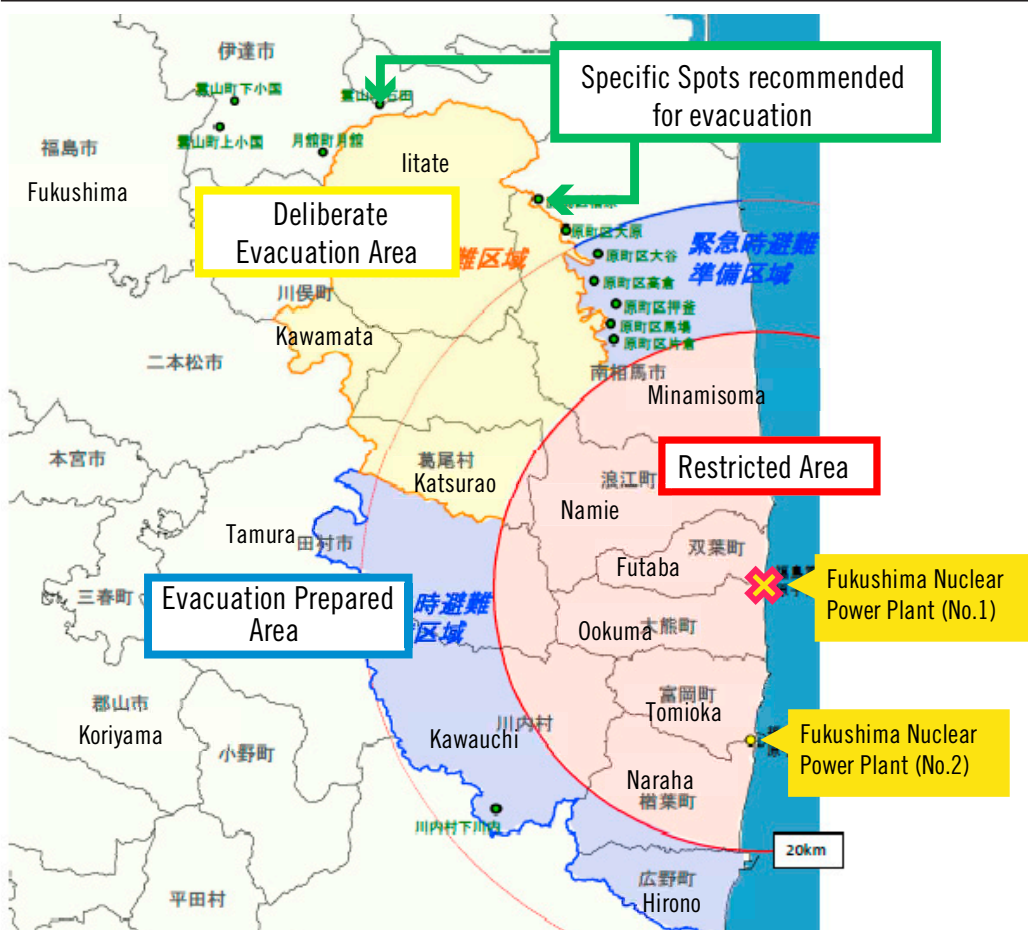 伊達市
Specific Spots recommended
for evacuation
霊山町下小国
霊山町上小国
月館町月館
福島市
Fukushima
Iitate
Deliberate
Evacuation Area
難区域
原町区大原
原町区大谷
原町区高倉
原町区押釜
原町区馬場
原町区片倉
緊急時避難
準備区域
川俣町
Kawamata
二本松市
南相馬市
Minamisoma
本宮市
葛尾村
Katsurao
Restricted Area
浪江町
Namie
Tamura
田村市
双葉町
Futaba
Fukushima Nuclear
Power Plant (No.1)
三春町
Evacuation Prepared
Area
時避難
区域
Ookuma
大熊町
郡山市
Koriyama
小野町
富岡町
Tomioka
川内村
Kawauchi
Fukushima Nuclear
Power Plant (No.2)
Naraha
楢葉町
川内村下川内
20km
広野町
Hirono
平田村